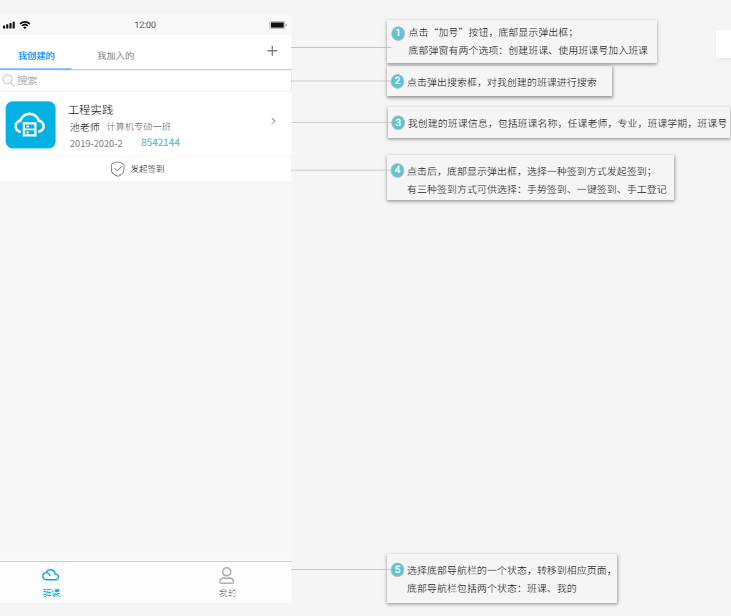 12:00
我创建的
我加入的
搜索
工程实践
池老师 计算机专硕一班
2019-2020-2 8542144
发起签到
班课
我的
1 点击“加号”按钮，底部显示弹出框；
底部弹窗有两个选项：创建班课、使用班课号加入班课
2 点击弹出搜索框，对我创建的班课进行搜索
3 我创建的班课信息，包括班课名称，任课老师，专业，班课学期，班课号
4 点击后，底部显示弹出框，选择一种签到方式发起签到；
有三种签到方式可供选择：手势签到、一键签到、手工登记
5 选择底部导航栏的一个状态，转移到相应页面，
底部导航栏包括两个状态：班课、我的